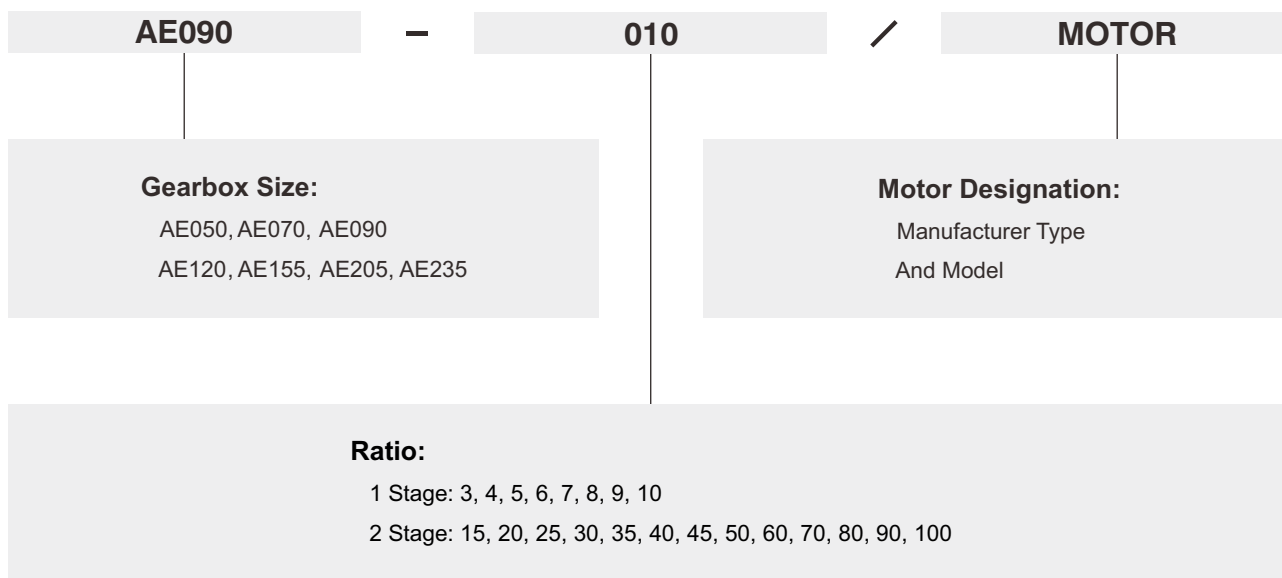 AE090 – 010 / MOTOR
Gearbox Size:
AE050, AE070, AE090
AE120, AE155, AE205, AE235
Motor Designation:
Manufacturer Type
And Model
Ratio:
1 Stage: 3, 4, 5, 6, 7, 8, 9, 10
2 Stage: 15, 20, 25, 30, 35, 40, 45, 50, 60, 70, 80, 90, 100